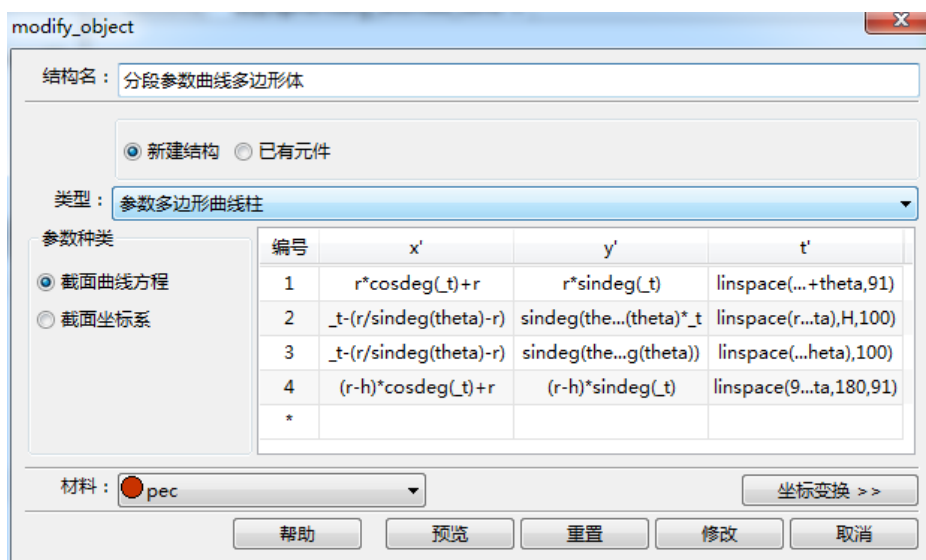 modify_object
结构名： 分段参数曲线多边形体
新建结构 已有元件
类型： 参数多边形曲线柱
参数种类
截面曲线方程
截面坐标系
编号 x' y' t'
1 r*cosdeg(_t)+r r*sindeg(_t) linspace(...+theta,91)
2 _t-(r/sindeg(theta)-r) sindeg(the...(theta)*_t linspace(r...ta),H,100)
3 _t-(r/sindeg(theta)-r) sindeg(the...g(theta)) linspace(...heta),100)
4 (r-h)*cosdeg(_t)+r (r-h)*sindeg(_t) linspace(9...ta,180,91)
*
材料： pec 坐标变换 >>
帮助 预览 重置 修改 取消